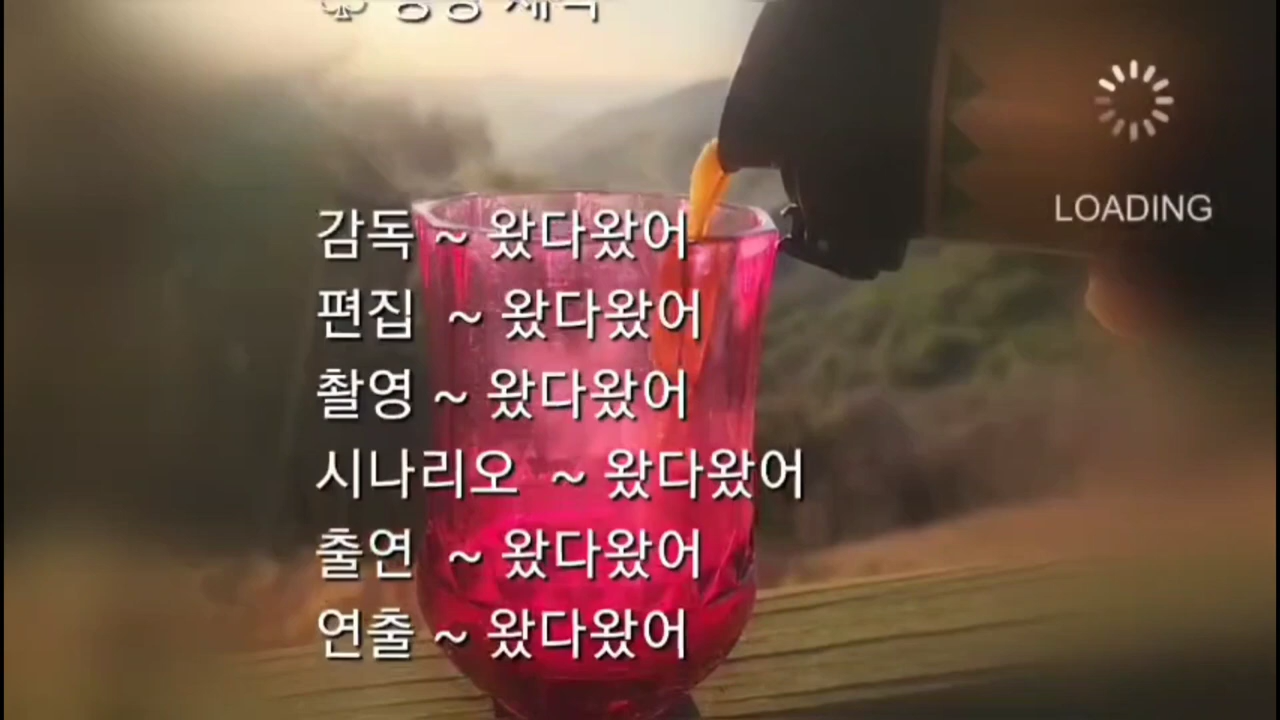 감독 ~ 왔다왔어
편집 ~ 왔다왔어
촬영 ~ 왔다왔어
시나리오 ~ 왔다왔어
출연 ~ 왔다왔어
연출 ~ 왔다왔어
LOADING